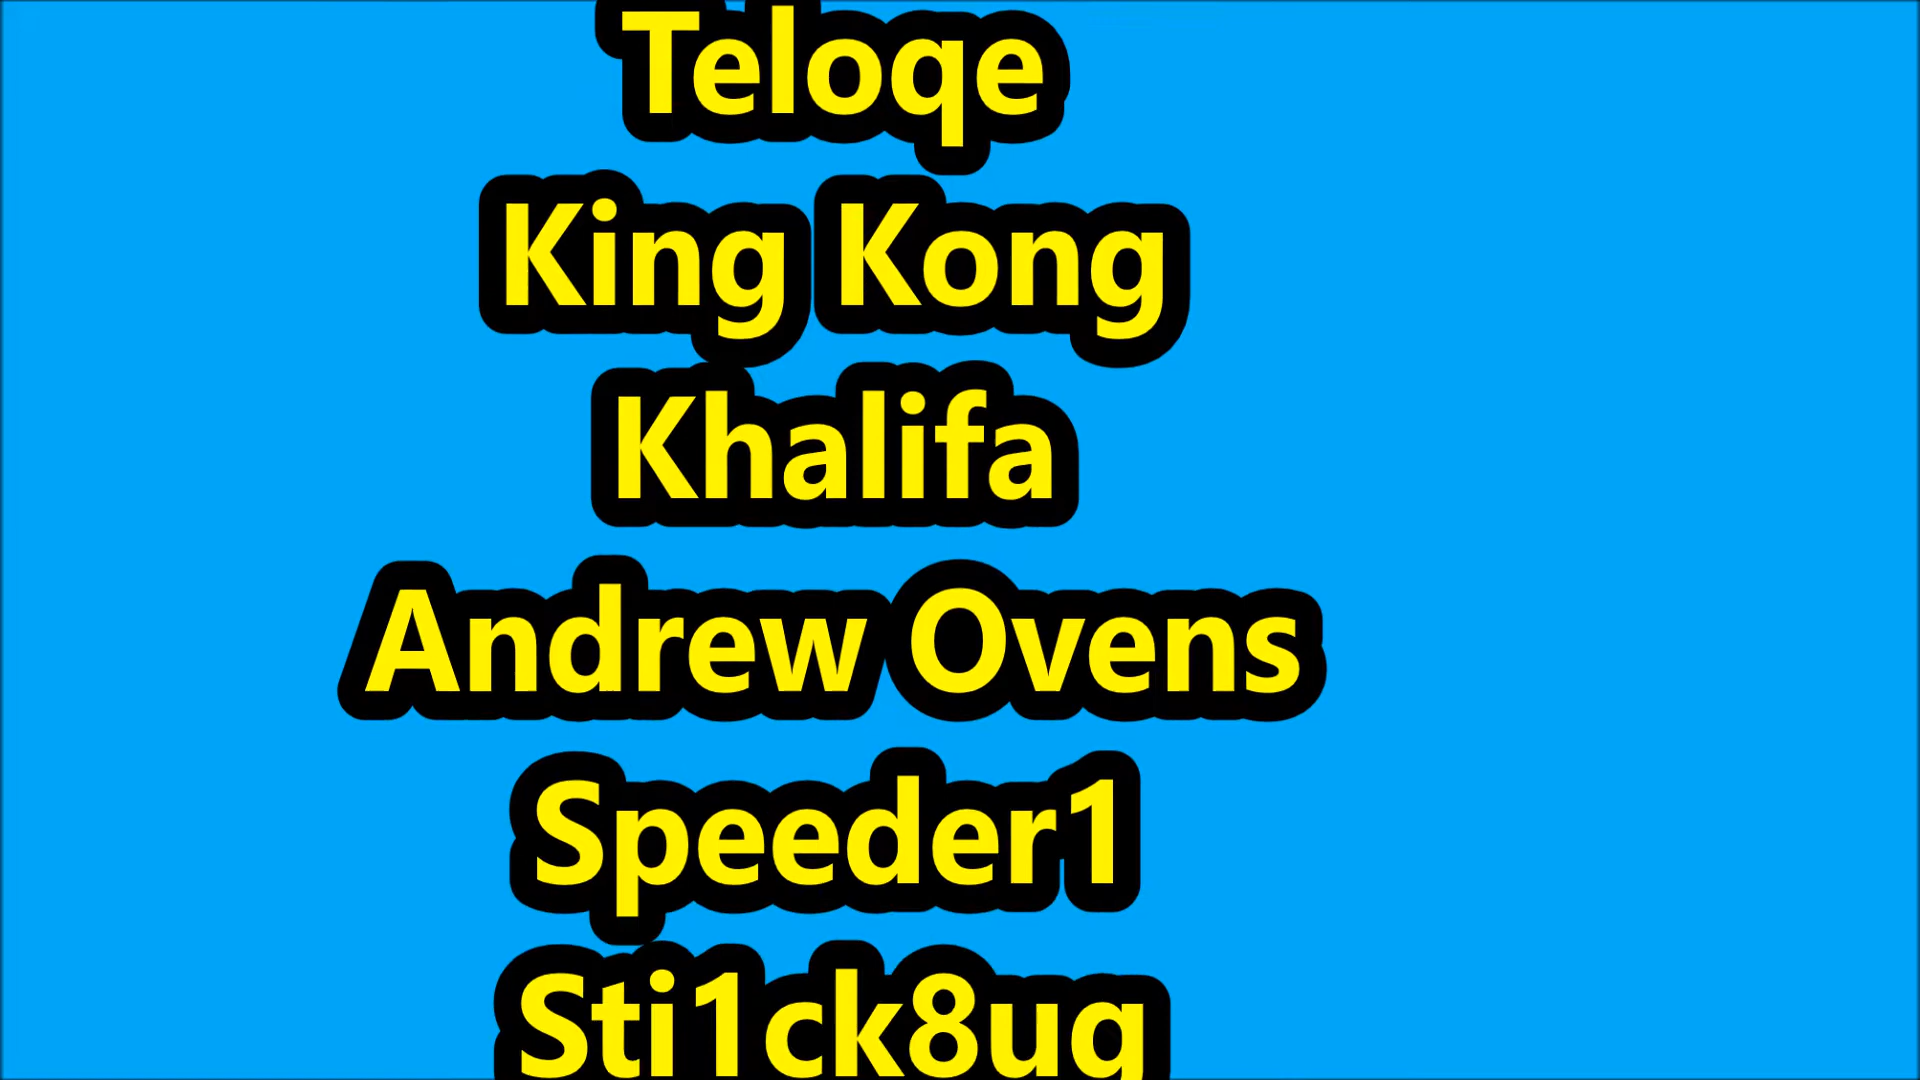 Teloqe
King Kong
Khalifa
Andrew Ovens
Speeder1
Sti1ck8ug